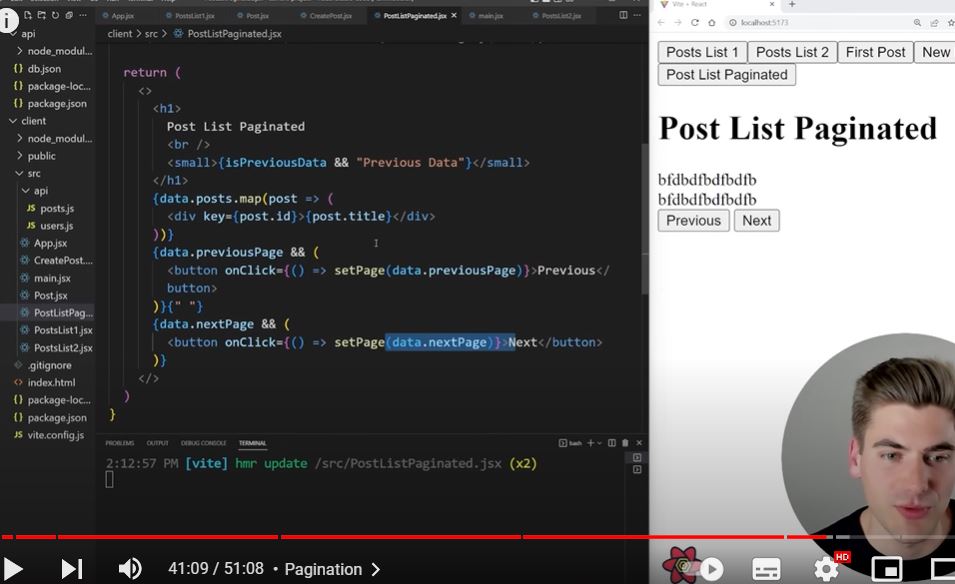 App.jsx
PostsList1.jsx
Post.jsx
CreatePost.jsx
PostListPaginated.jsx
main.jsx
PostsList2.jsx
client > src > PostListPaginated.jsx
api
node_modul...
db.json
package-loc...
package.json
client
node_modul...
public
src
api
posts.js
users.js
App.jsx
CreatePost....
main.jsx
Post.jsx
PostListPag...
PostsList1.jsx
PostsList2.jsx
.gitignore
index.html
package-loc...
package.json
vite.config.js
return (
<>
<h1>
Post List Paginated
<br />
<small>{isPreviousData && "Previous Data"}</small>
</h1>
{data.posts.map(post => (
<div key={post.id}>{post.title}</div>
))}
{data.previousPage && (
<button onClick={() => setPage(data.previousPage)}>Previous</
button>
)}{" "}
{data.nextPage && (
<button onClick={() => setPage(data.nextPage)}>Next</button>
)}
</>
)
}
PROBLEMS OUTPUT DEBUG CONSOLE TERMINAL
bash
2:12:57 PM [vite] hmr update /src/PostListPaginated.jsx (x2)
Vite + React
localhost:5173
Posts List 1 Posts List 2 First Post New
Post List Paginated
Post List Paginated
bfdbdfbdfbdfb
bfdbdfbdfbdfb
Previous Next
41:09 / 51:08 • Pagination >
HD